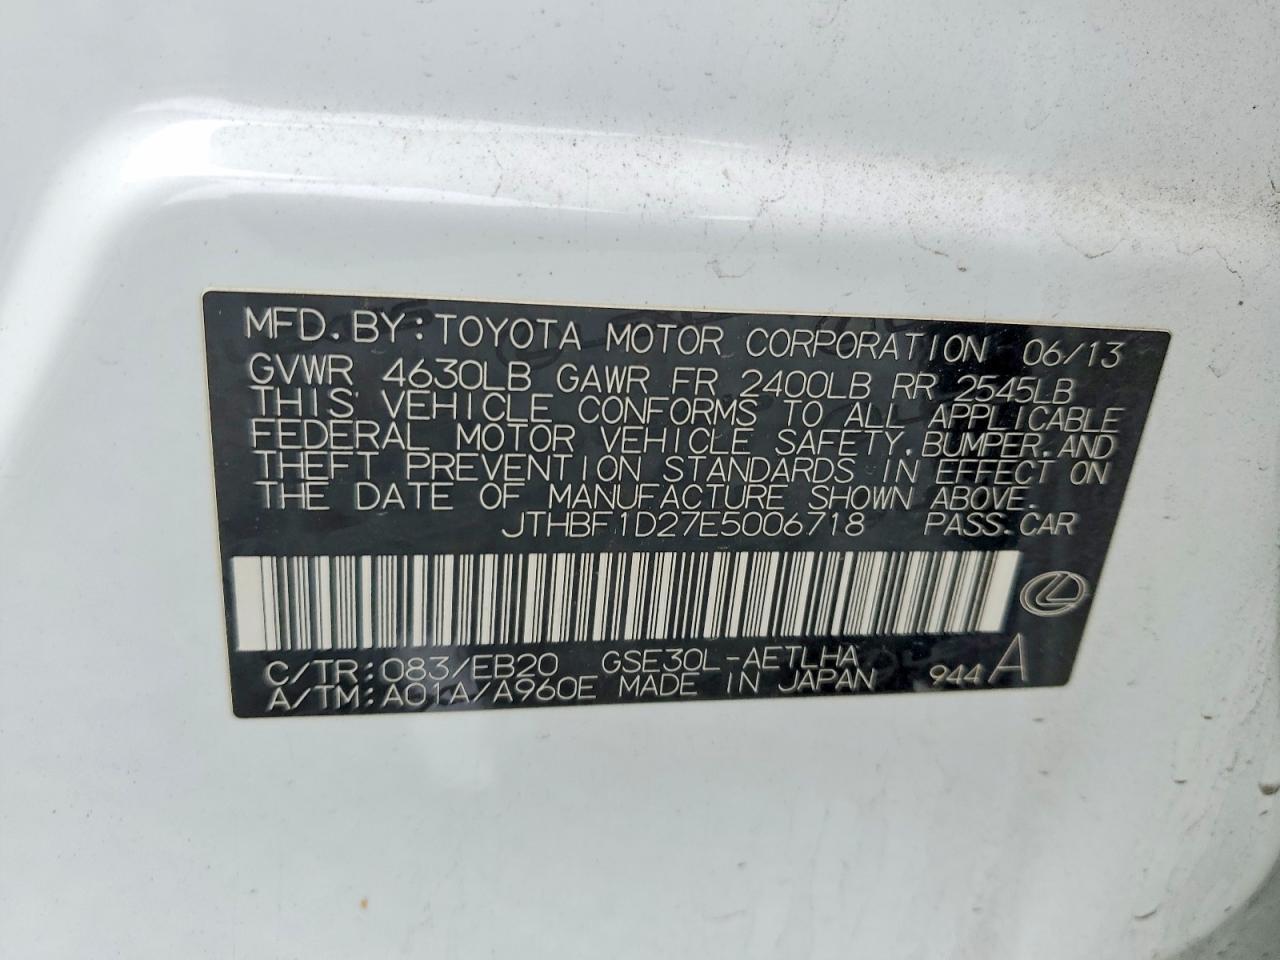 MFD.BY:TOYOTA MOTOR CORPORATION 06/13
GVWR 4630LB GAWR FR 2400LB RR 2545LB
THIS VEHICLE CONFORMS TO ALL APPLICABLE
FEDERAL MOTOR VEHICLE SAFETY,BUMPER,AND
THEFT PREVENTION STANDARDS IN EFFECT ON
THE DATE OF MANUFACTURE SHOWN ABOVE.
JTHBF1D27E5006718 PASS.CAR
C/TR:083/EB20 GSE30L-AETLHA
A/TM:A01A/A960E MADE IN JAPAN 944A